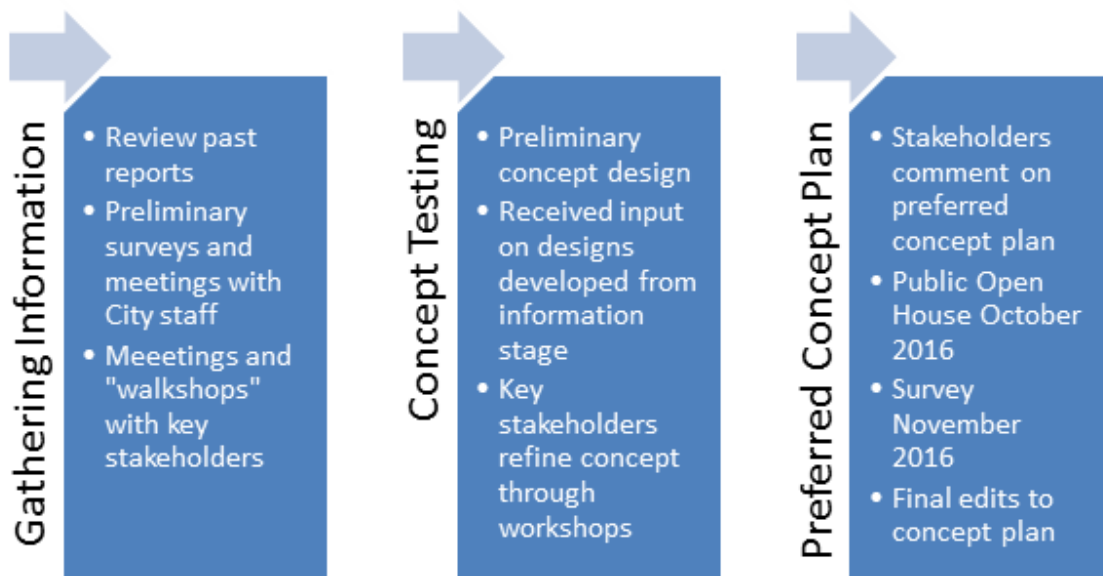 Gathering Information
• Review past
reports
• Preliminary
surveys and
meetings with
City staff
• Meeetings and
"walkshops"
with key
stakeholders
Concept Testing
• Preliminary
concept design
• Received input
on designs
developed from
information
stage
• Key
stakeholders
refine concept
through
workshops
Preferred Concept Plan
• Stakeholders
comment on
preferred
concept plan
• Public Open
House October
2016
• Survey
November
2016
• Final edits to
concept plan